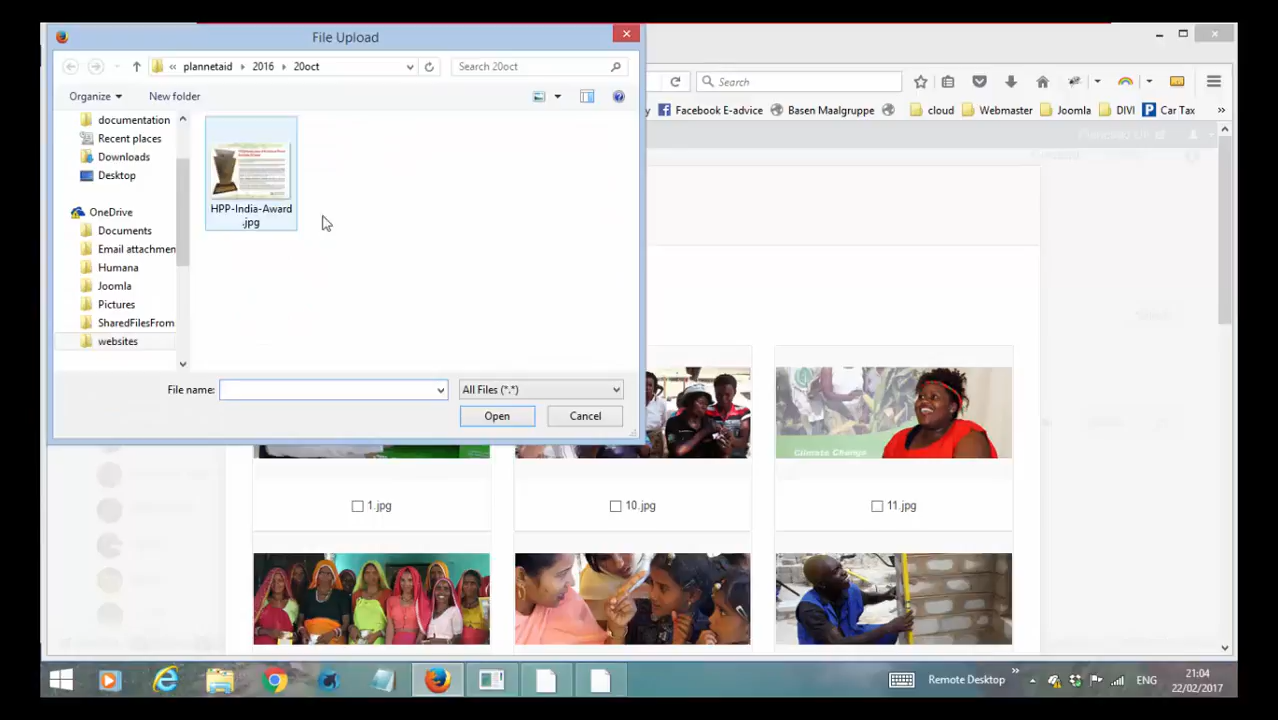 File Upload
plannetaid 2016 20oct
Search 20oct
Search
Organize
New folder
Facebook E-advice
Basen Maalgruppe
cloud
Webmaster
Joomla
DIVI
Car Tax
documentation
Recent places
Downloads
Desktop
OneDrive
Documents
Email attachmen
Humana
Joomla
Pictures
SharedFilesFrom
websites
HPP-India-Award
.jpg
File name:
All Files (*.*)
Open
Cancel
Climate Change
1.jpg
10.jpg
11.jpg
Remote Desktop
ENG
21:04
22/02/2017